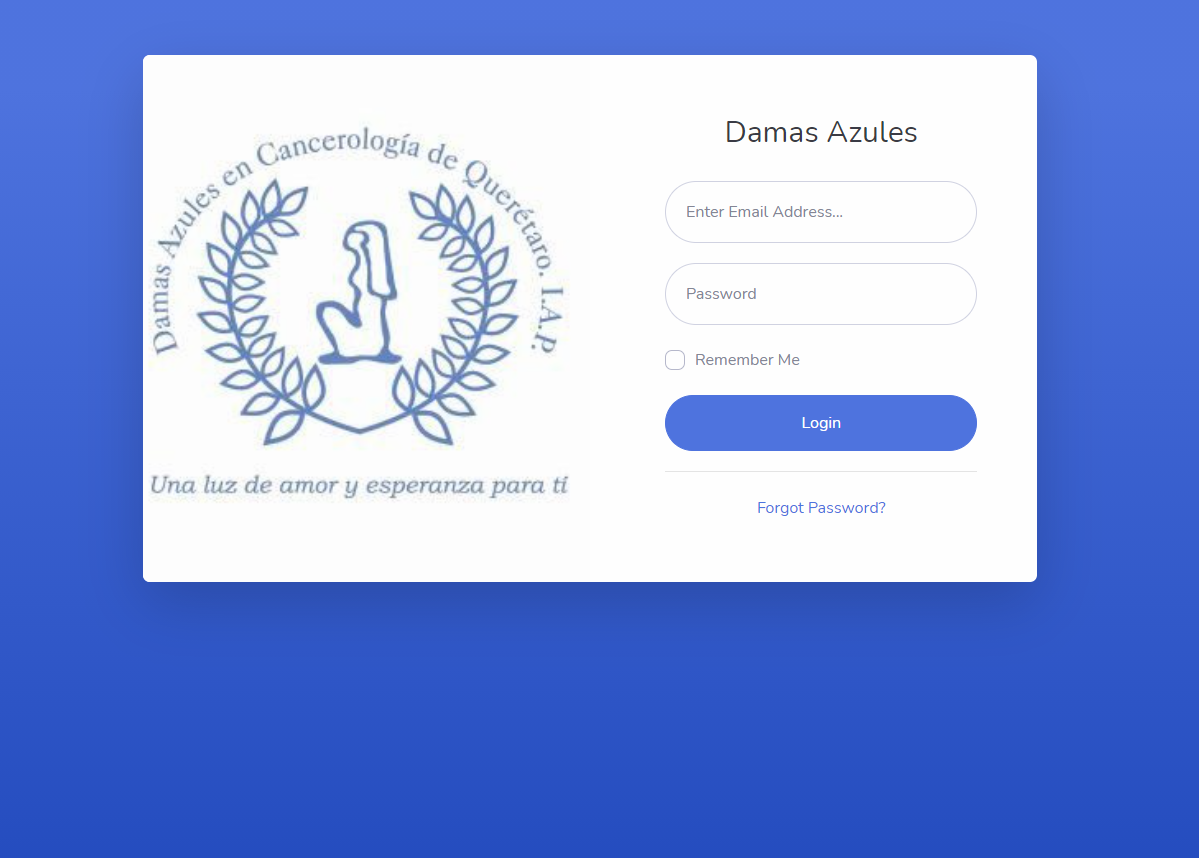 Damas Azules en Cancerología de Querétaro. I.A.P.
Una luz de amor y esperanza para tí
Damas Azules
Enter Email Address...
Password
Remember Me
Login
Forgot Password?